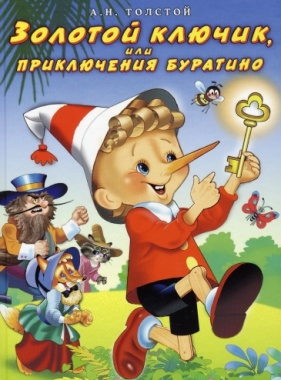 А.Н. ТОЛСТОЙ
ЗОЛОТОЙ КЛЮЧИК,
ИЛИ
ПРИКЛЮЧЕНИЯ БУРАТИНО